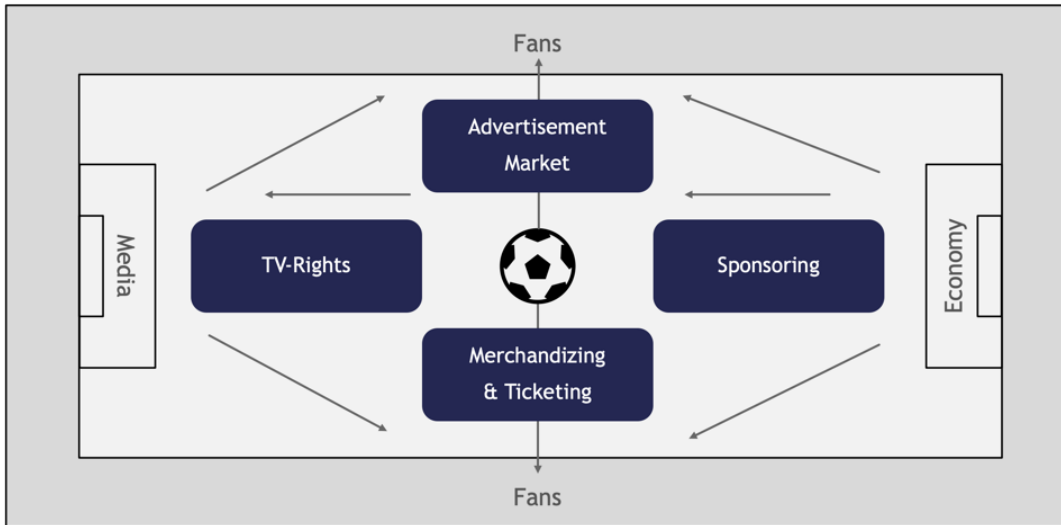 Fans
Advertisement
Market
Media
TV-Rights
Sponsoring
Economy
Merchandizing
& Ticketing
Fans